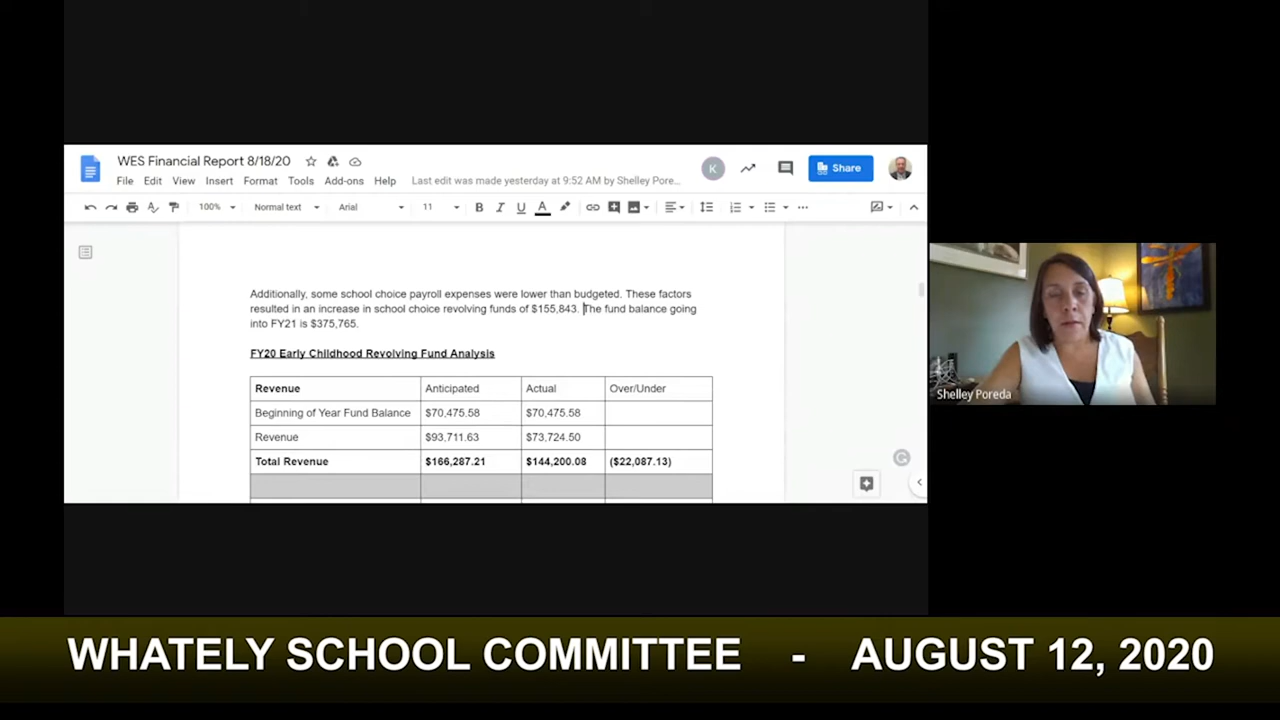 WES Financial Report 8/18/20
K
Share
File Edit View Insert Format Tools Add-ons Help Last edit was made yesterday at 9:52 AM by Shelley Pore...
100% Normal text Arial 11 B I U A
Additionally, some school choice payroll expenses were lower than budgeted. These factors
resulted in an increase in school choice revolving funds of $155,843. The fund balance going
into FY21 is $375,765.
FY20 Early Childhood Revolving Fund Analysis
Revenue Anticipated Actual Over/Under
Beginning of Year Fund Balance $70,475.58 $70,475.58
Revenue $93,711.63 $73,724.50
Total Revenue $166,287.21 $144,200.08 ($22,087.13)
Shelley Poreda
WHATELY SCHOOL COMMITTEE - AUGUST 12, 2020